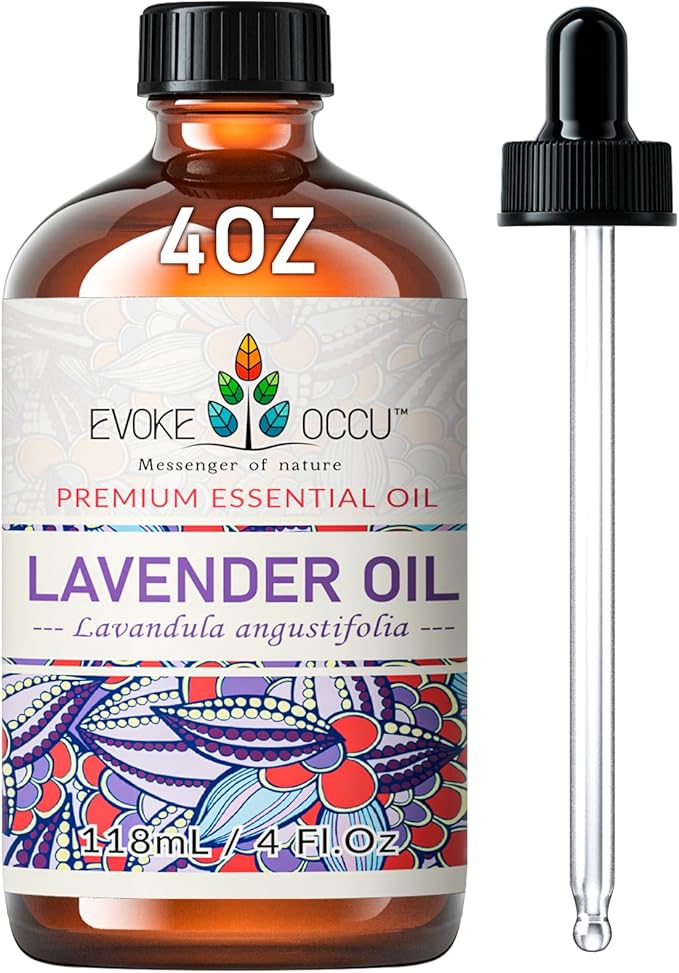 4OZ
EVOKE OCCU™
Messenger of nature
PREMIUM ESSENTIAL OIL
LAVENDER OIL
--- Lavandula angustifolia ---
118mL / 4 Fl.Oz